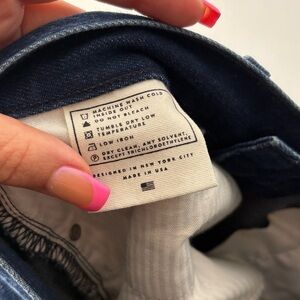 MACHINE WASH COLD
INSIDE OUT
DO NOT BLEACH
TUMBLE DRY LOW
TEMPERATURE
LOW IRON
DRY CLEAN, ANY SOLVENT,
EXCEPT TRICHLOROETHYLENE
DESIGNED IN NEW YORK CITY
MADE IN USA